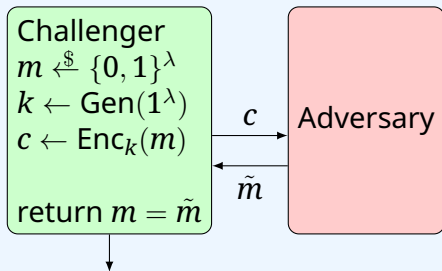 Challenger
m ←$ {0, 1}^λ
k ← Gen(1^λ)
c ← Enc_k(m)
return m = m̃
c
m̃
Adversary